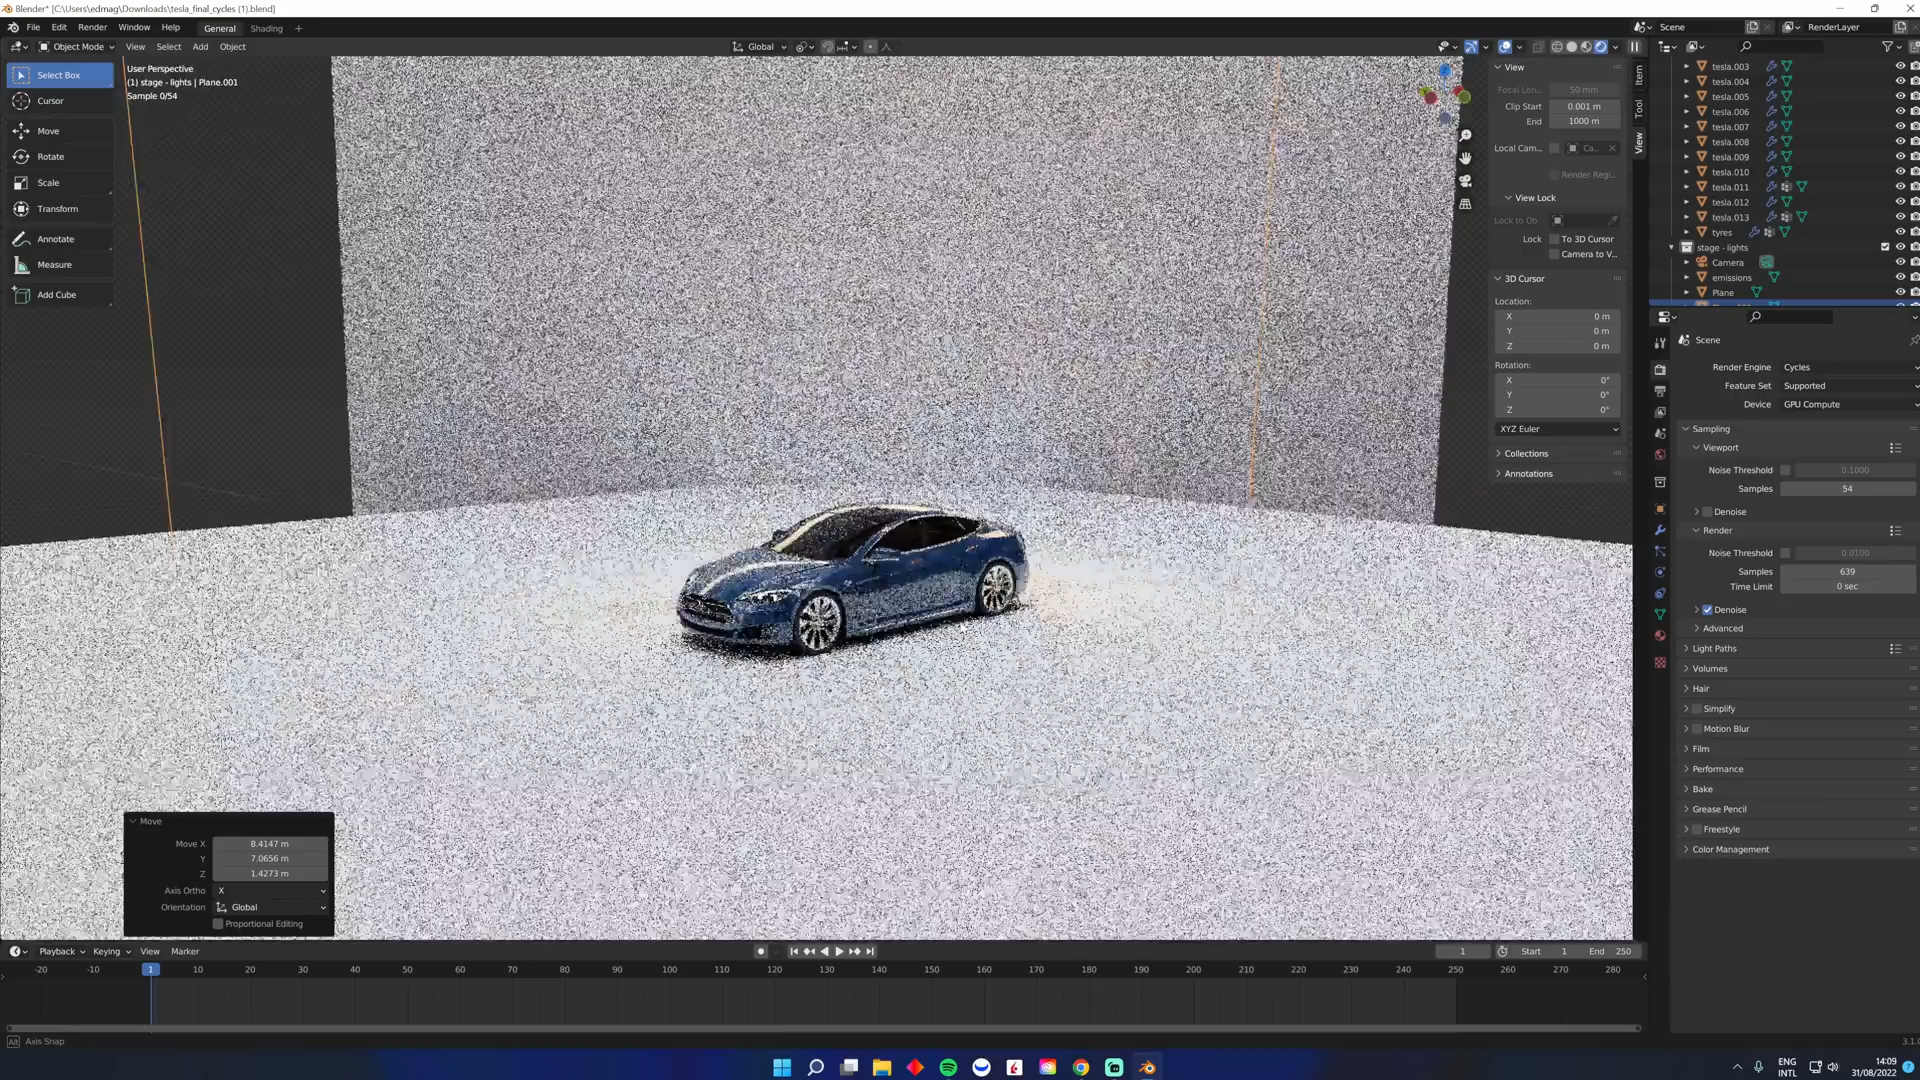 Blender* [C:\Users\edmag\Downloads\tesla_final_cycles (1).blend]
File Edit Render Window Help General Shading +
Scene RenderLayer
Object Mode View Select Add Object
Global
Select Box
Cursor
Move
Rotate
Scale
Transform
Annotate
Measure
Add Cube
User Perspective
(1) stage - lights | Plane.001
Sample 0/54
View
Focal Len... 50 mm
Clip Start 0.001 m
End 1000 m
Local Cam... Ca...
Render Regi...
View Lock
Lock to Ob
Lock To 3D Cursor
Camera to V...
3D Cursor
Location:
X 0 m
Y 0 m
Z 0 m
Rotation:
X 0°
Y 0°
Z 0°
XYZ Euler
Collections
Annotations
Item
Tool
View
tesla.003
tesla.004
tesla.005
tesla.006
tesla.007
tesla.008
tesla.009
tesla.010
tesla.011
tesla.012
tesla.013
tyres
stage - lights
Camera
emissions
Plane
Scene
Render Engine Cycles
Feature Set Supported
Device GPU Compute
Sampling
Viewport
Noise Threshold 0.1000
Samples 54
Denoise
Render
Noise Threshold 0.0100
Samples 639
Time Limit 0 sec
Denoise
Advanced
Light Paths
Volumes
Hair
Simplify
Motion Blur
Film
Performance
Bake
Grease Pencil
Freestyle
Color Management
Move
Move X 8.4147 m
Y 7.0656 m
Z 1.4273 m
Axis Ortho X
Orientation Global
Proportional Editing
Playback Keying View Marker
1 Start 1 End 250
-20 -10 1 10 20 30 40 50 60 70 80 90 100 110 120 130 140 150 160 170 180 190 200 210 220 230 240 250 260 270 280
Alt Axis Snap
3.1.0
ENG
INTL
14:09
31/08/2022